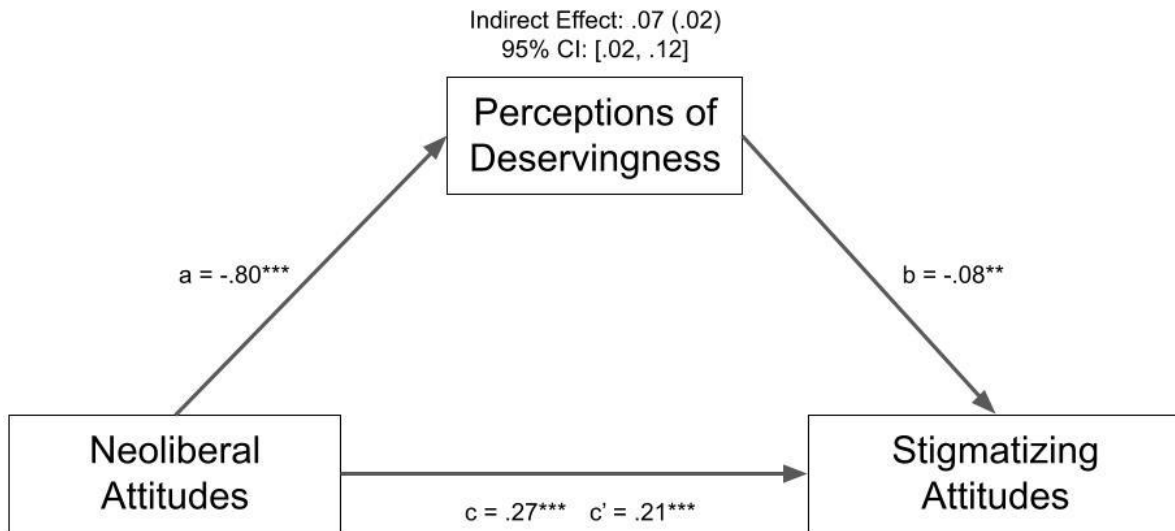 Indirect Effect: .07 (.02)
95% CI: [.02, .12]
Perceptions of
Deservingness
a = -.80***
b = -.08**
Neoliberal
Attitudes
Stigmatizing
Attitudes
c = .27*** c’ = .21***